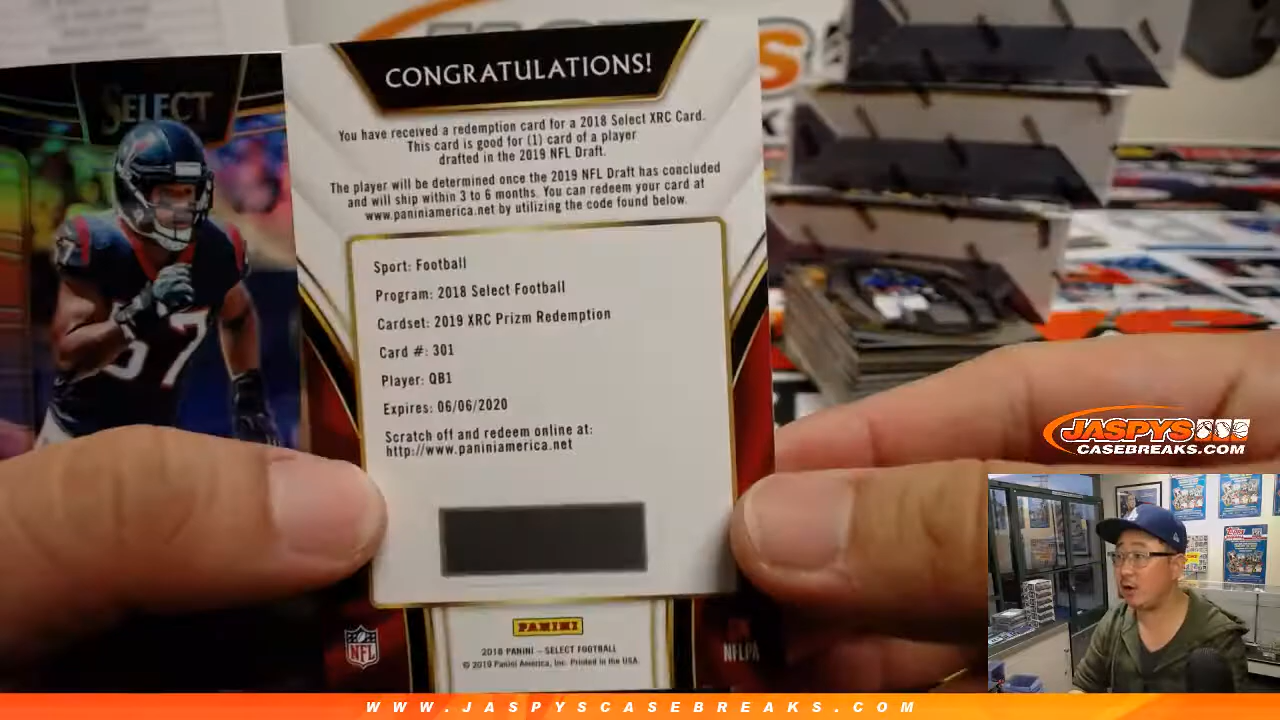 SELECT
CONGRATULATIONS!
You have received a redemption card for a 2018 Select XRC Card.
This card is good for (1) card of a player
drafted in the 2019 NFL Draft.
The player will be determined once the 2019 NFL Draft has concluded
and will ship within 3 to 6 months. You can redeem your card at
www.paniniamerica.net by utilizing the code found below.
Sport: Football
Program: 2018 Select Football
Cardset: 2019 XRC Prizm Redemption
Card #: 301
Player: QB1
Expires: 06/06/2020
Scratch off and redeem online at:
http://www.paniniamerica.net
PANINI
2018 PANINI – SELECT FOOTBALL
© 2019 Panini America, Inc. Printed in the USA.
NFL
NFLPA
JASPYS
CASEBREAKS.COM
Topps
WWW.JASPYSCASEBREAKS.COM